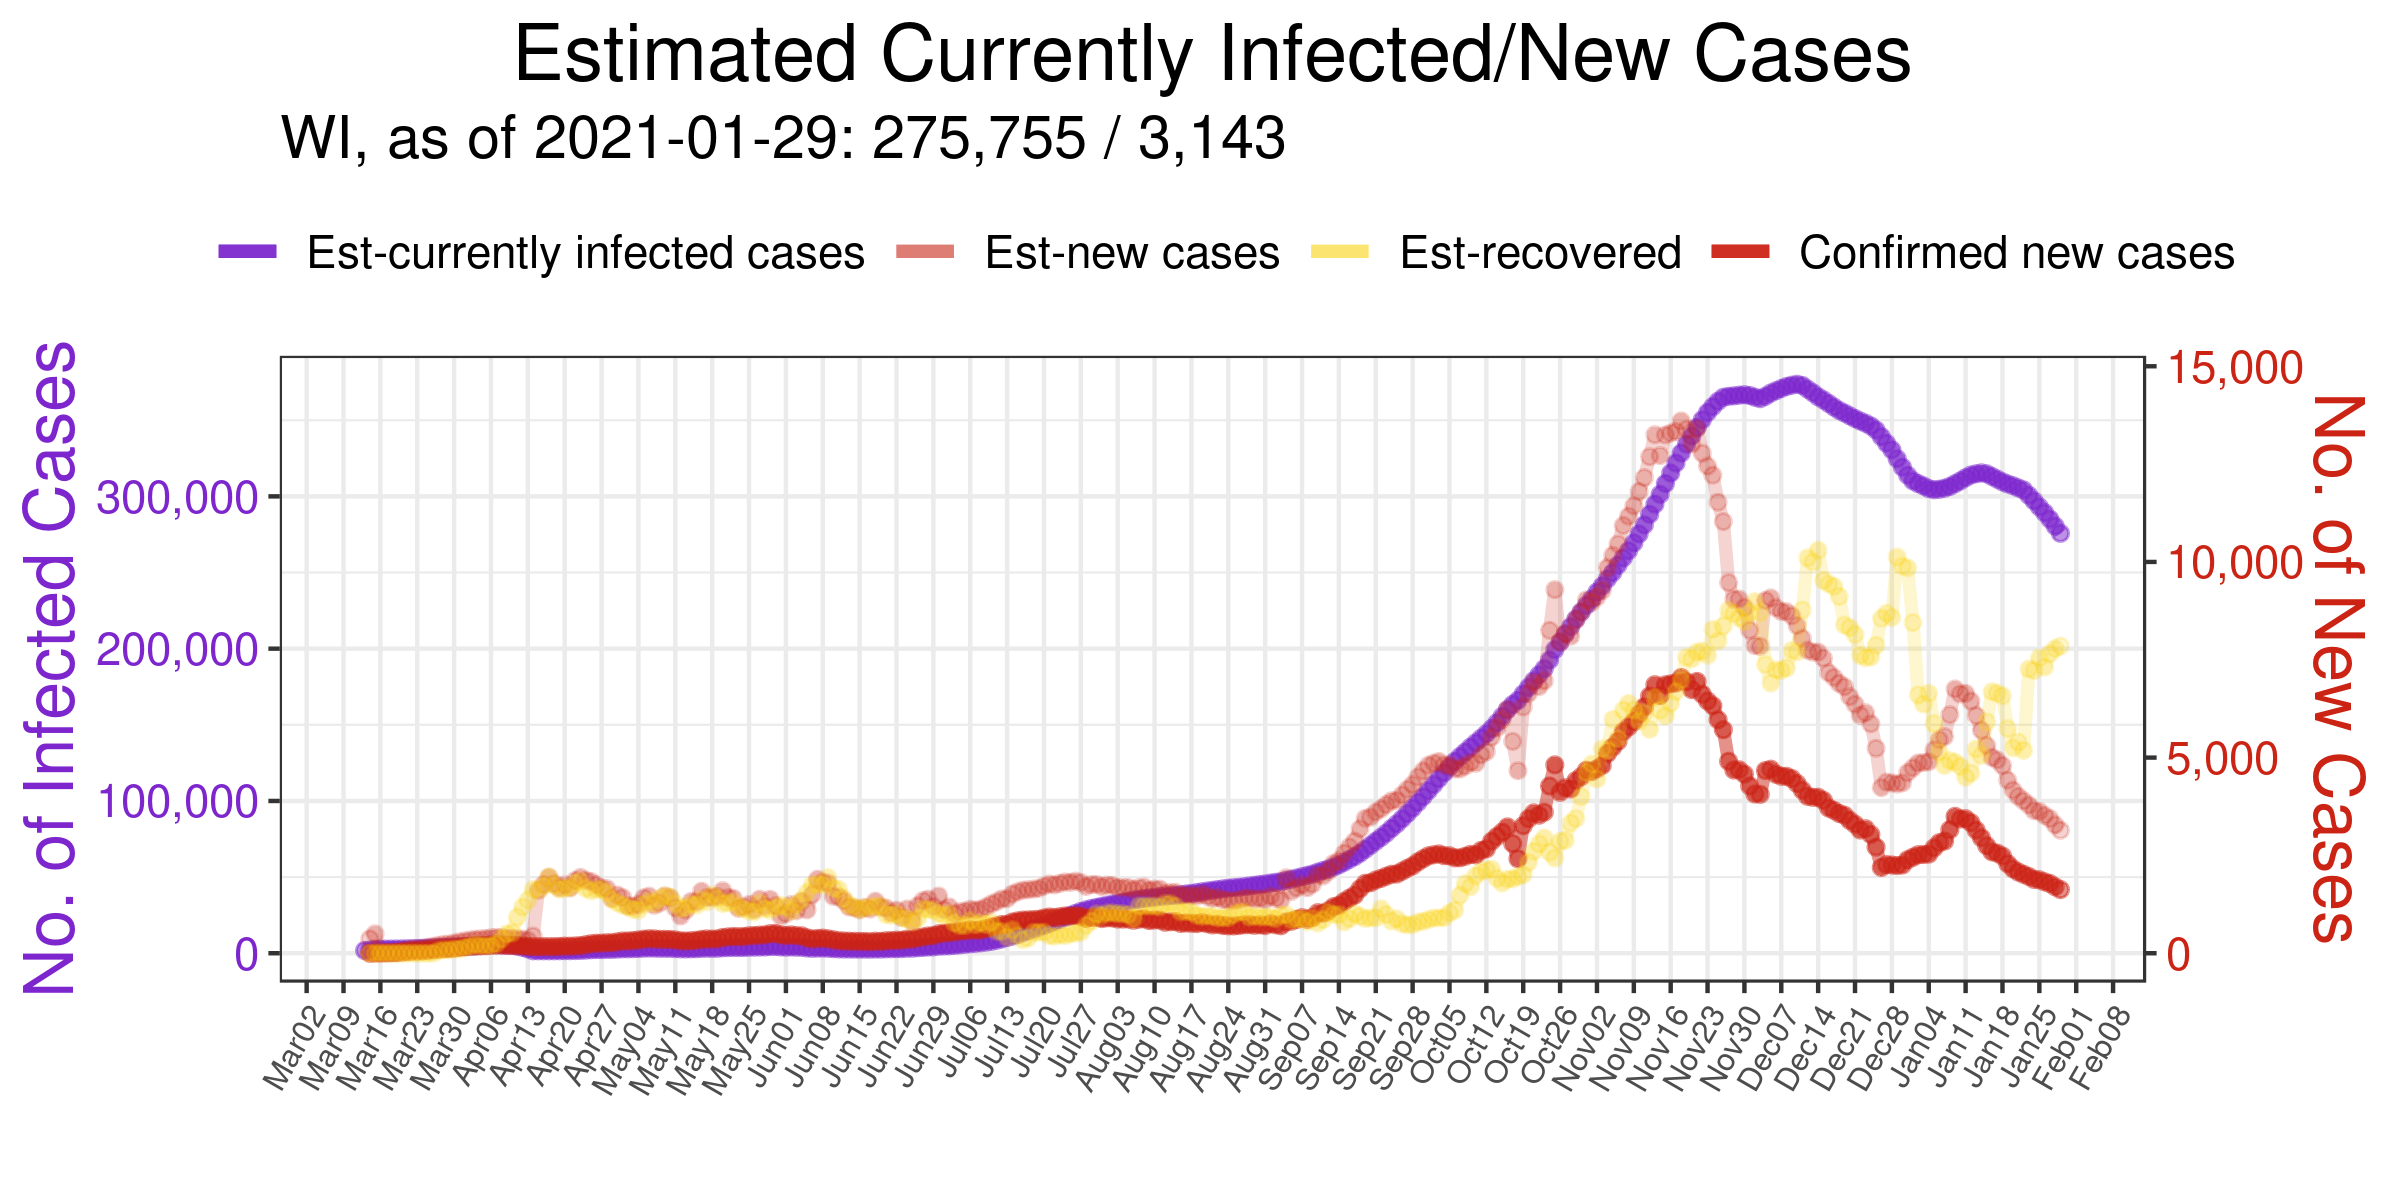 Estimated Currently Infected/New Cases
WI, as of 2021-01-29: 275,755 / 3,143
Est-currently infected cases Est-new cases Est-recovered Confirmed new cases
No. of Infected Cases
300,000
200,000
100,000
0
15,000
10,000
5,000
0
No. of New Cases
Mar02 Mar09 Mar16 Mar23 Mar30 Apr06 Apr13 Apr20 Apr27 May04 May11 May18 May25 Jun01 Jun08 Jun15 Jun22 Jun29 Jul06 Jul13 Jul20 Jul27 Aug03 Aug10 Aug17 Aug24 Aug31 Sep07 Sep14 Sep21 Sep28 Oct05 Oct12 Oct19 Oct26 Nov02 Nov09 Nov16 Nov23 Nov30 Dec07 Dec14 Dec21 Dec28 Jan04 Jan11 Jan18 Jan25 Feb01 Feb08